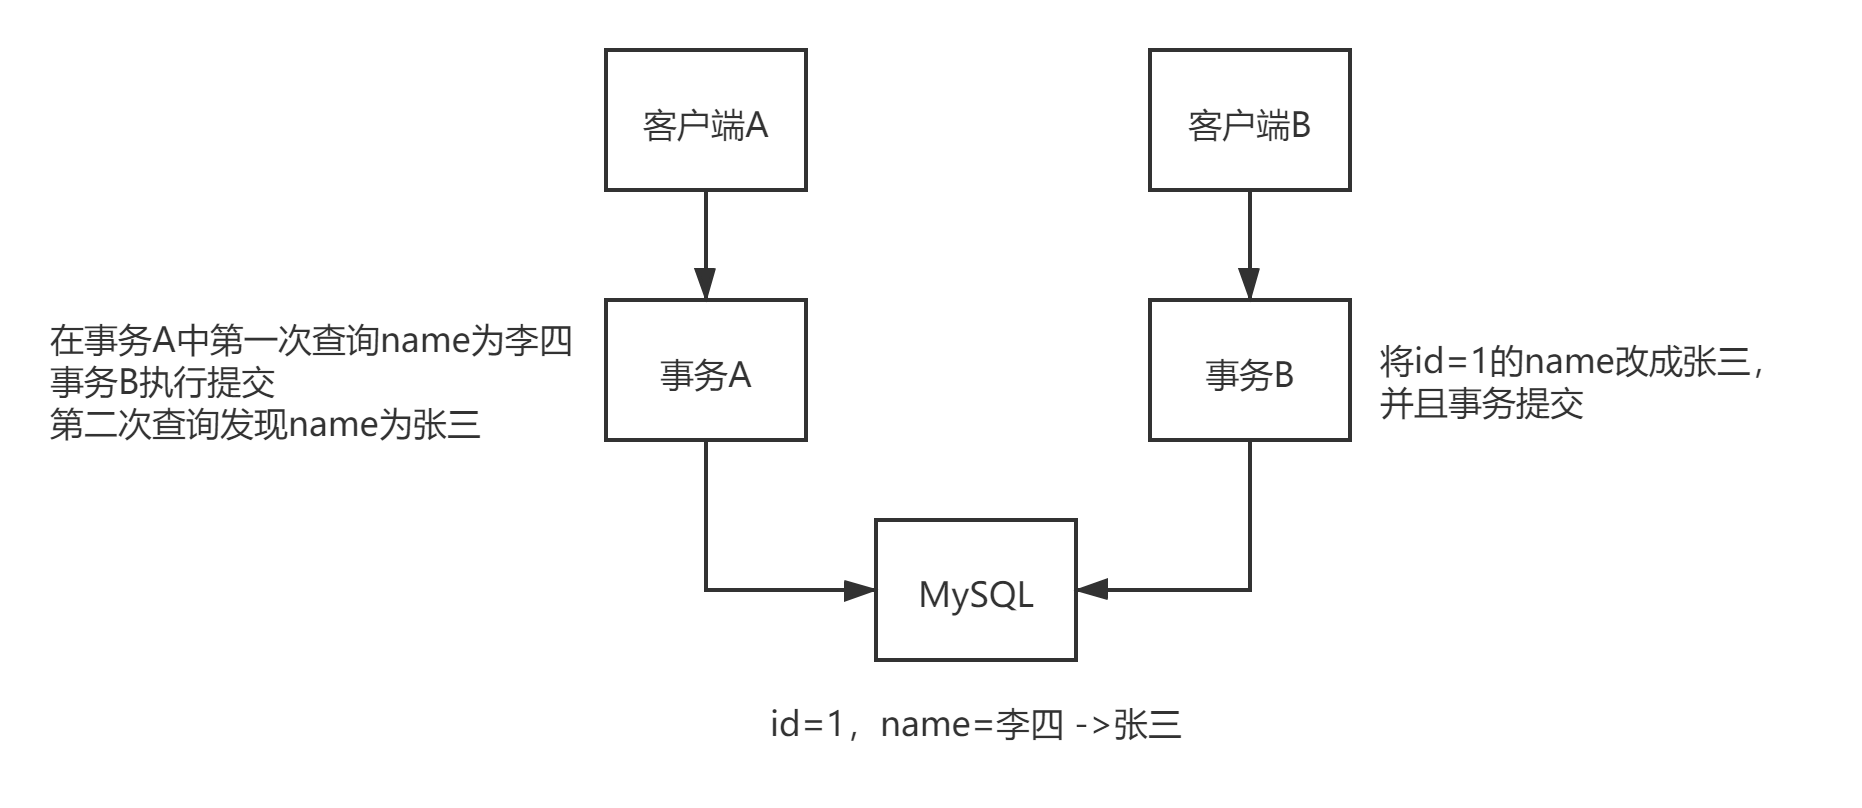 客户端A
客户端B
在事务A中第一次查询name为李四
事务B执行提交
第二次查询发现name为张三
事务A
事务B
将id=1的name改成张三，
并且事务提交
MySQL
id=1，name=李四 ->张三